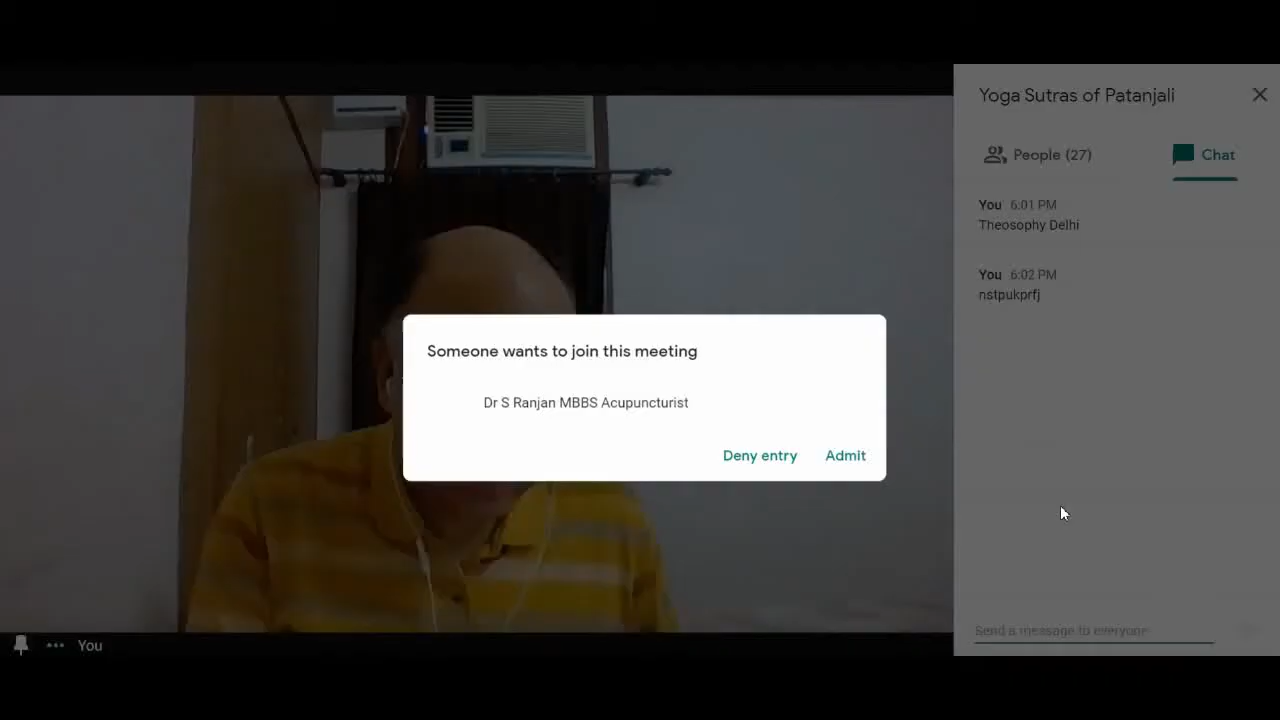 Yoga Sutras of Patanjali
People (27)
Chat
You 6:01 PM
Theosophy Delhi
You 6:02 PM
nstpukprfj
Someone wants to join this meeting
Dr S Ranjan MBBS Acupuncturist
Deny entry
Admit
Send a message to everyone
You